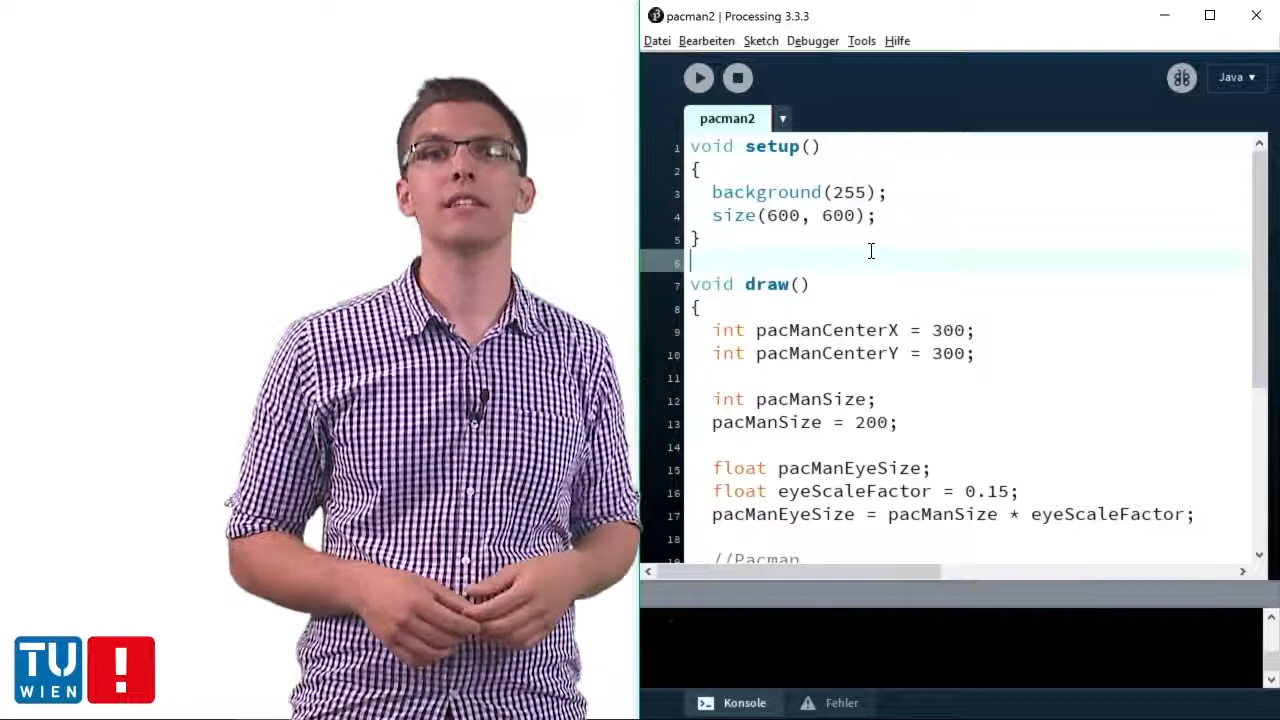 pacman2 | Processing 3.3.3
Datei Bearbeiten Sketch Debugger Tools Hilfe
Java
pacman2
1 void setup()
2 {
3 background(255);
4 size(600, 600);
5 }
6
7 void draw()
8 {
9 int pacManCenterX = 300;
10 int pacManCenterY = 300;
11
12 int pacManSize;
13 pacManSize = 200;
14
15 float pacManEyeSize;
16 float eyeScaleFactor = 0.15;
17 pacManEyeSize = pacManSize * eyeScaleFactor;
18
19 //Pacman
Konsole Fehler
TU
WIEN
!